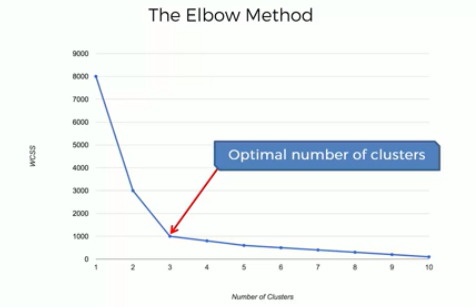 The Elbow Method
9000
8000
7000
6000
5000
4000
3000
2000
1000
0
WCSS
Optimal number of clusters
1 2 3 4 5 6 7 8 9 10
Number of Clusters